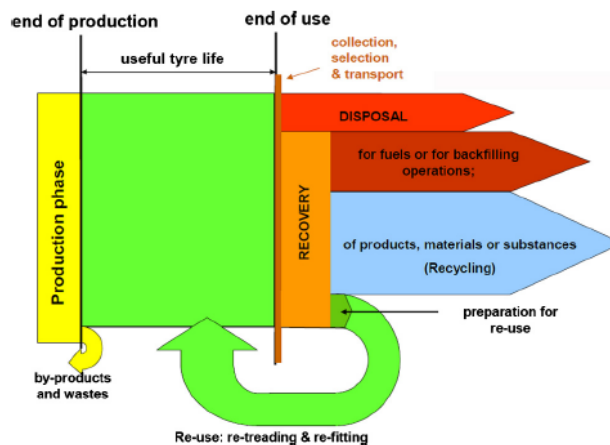 end of production
end of use
useful tyre life
collection,
selection
& transport
Production phase
DISPOSAL
RECOVERY
for fuels or for backfilling
operations;
of products, materials or substances
(Recycling)
preparation for
re-use
by-products
and wastes
Re-use: re-treading & re-fitting